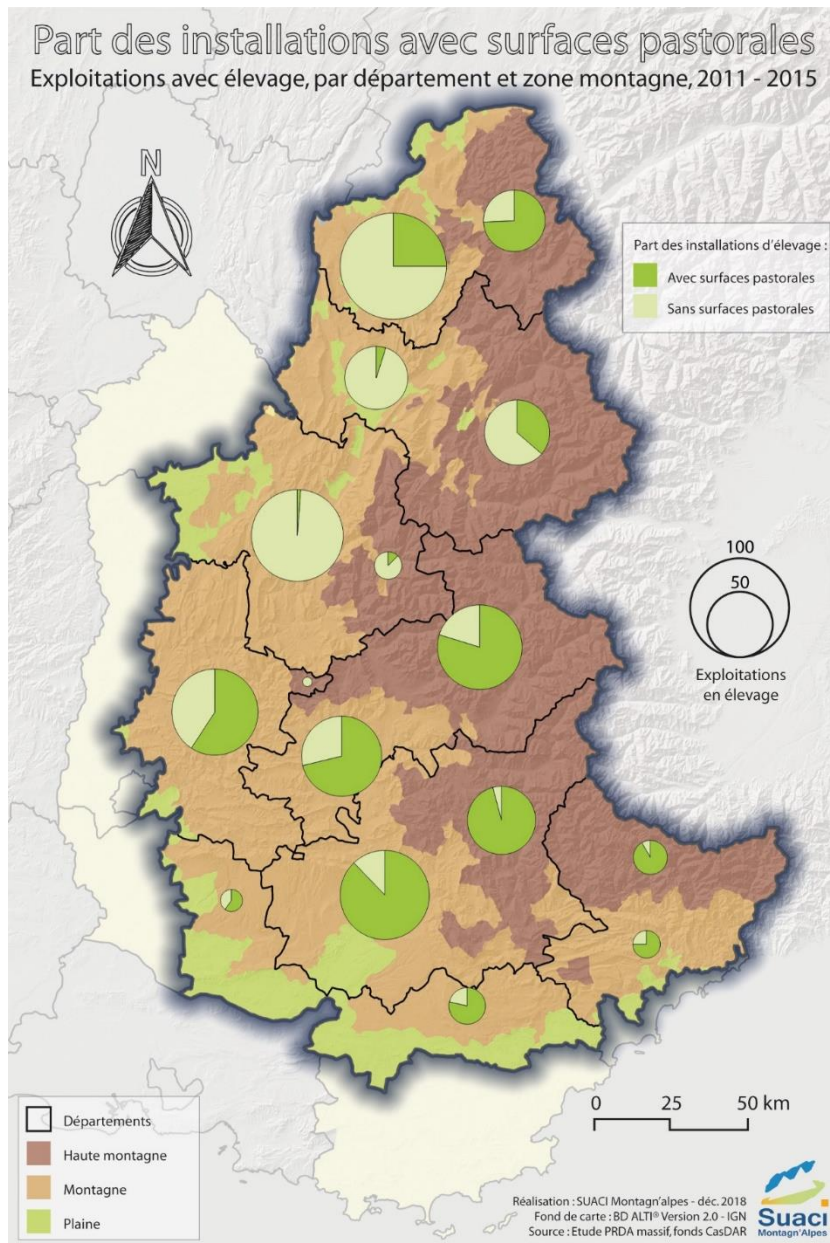 Part des installations avec surfaces pastorales
Exploitations avec élevage, par département et zone montagne, 2011 - 2015
N
Part des installations d'élevage :
Avec surfaces pastorales
Sans surfaces pastorales
100
50
Exploitations
en élevage
0 25 50 km
Départements
Haute montagne
Montagne
Plaine
Réalisation : SUACI Montagn'alpes - déc. 2018
Fond de carte : BD ALTI® Version 2.0 - IGN
Source : Etude PRDA massif, fonds CasDAR
Suaci
Montagn'Alpes